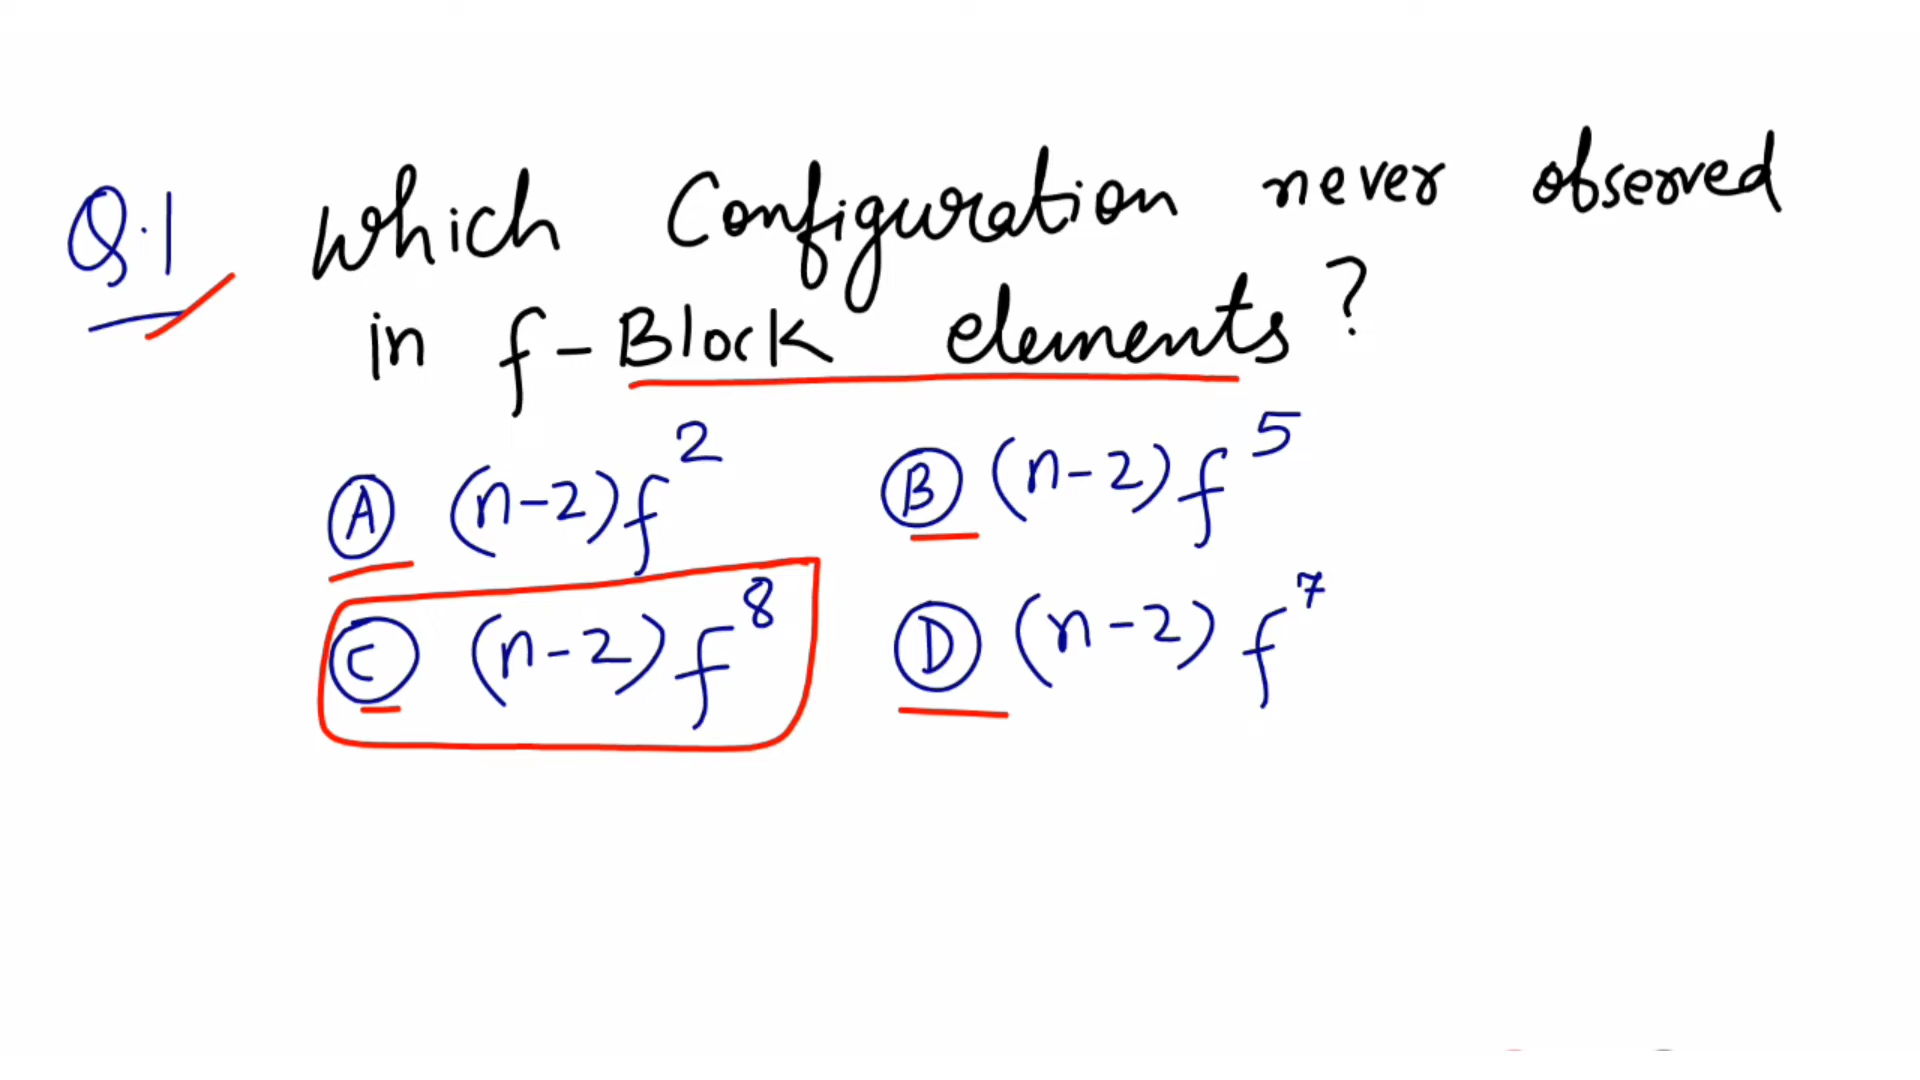 Q.1 Which Configuration never observed
in f-Block elements?
A (n-2)f² B (n-2)f⁵
C (n-2)f⁸ D (n-2)f⁷